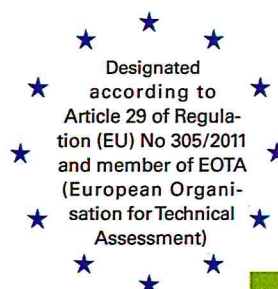 Designated
according to
Article 29 of Regula-
tion (EU) No 305/2011
and member of EOTA
(European Organi-
sation for Technical
Assessment)